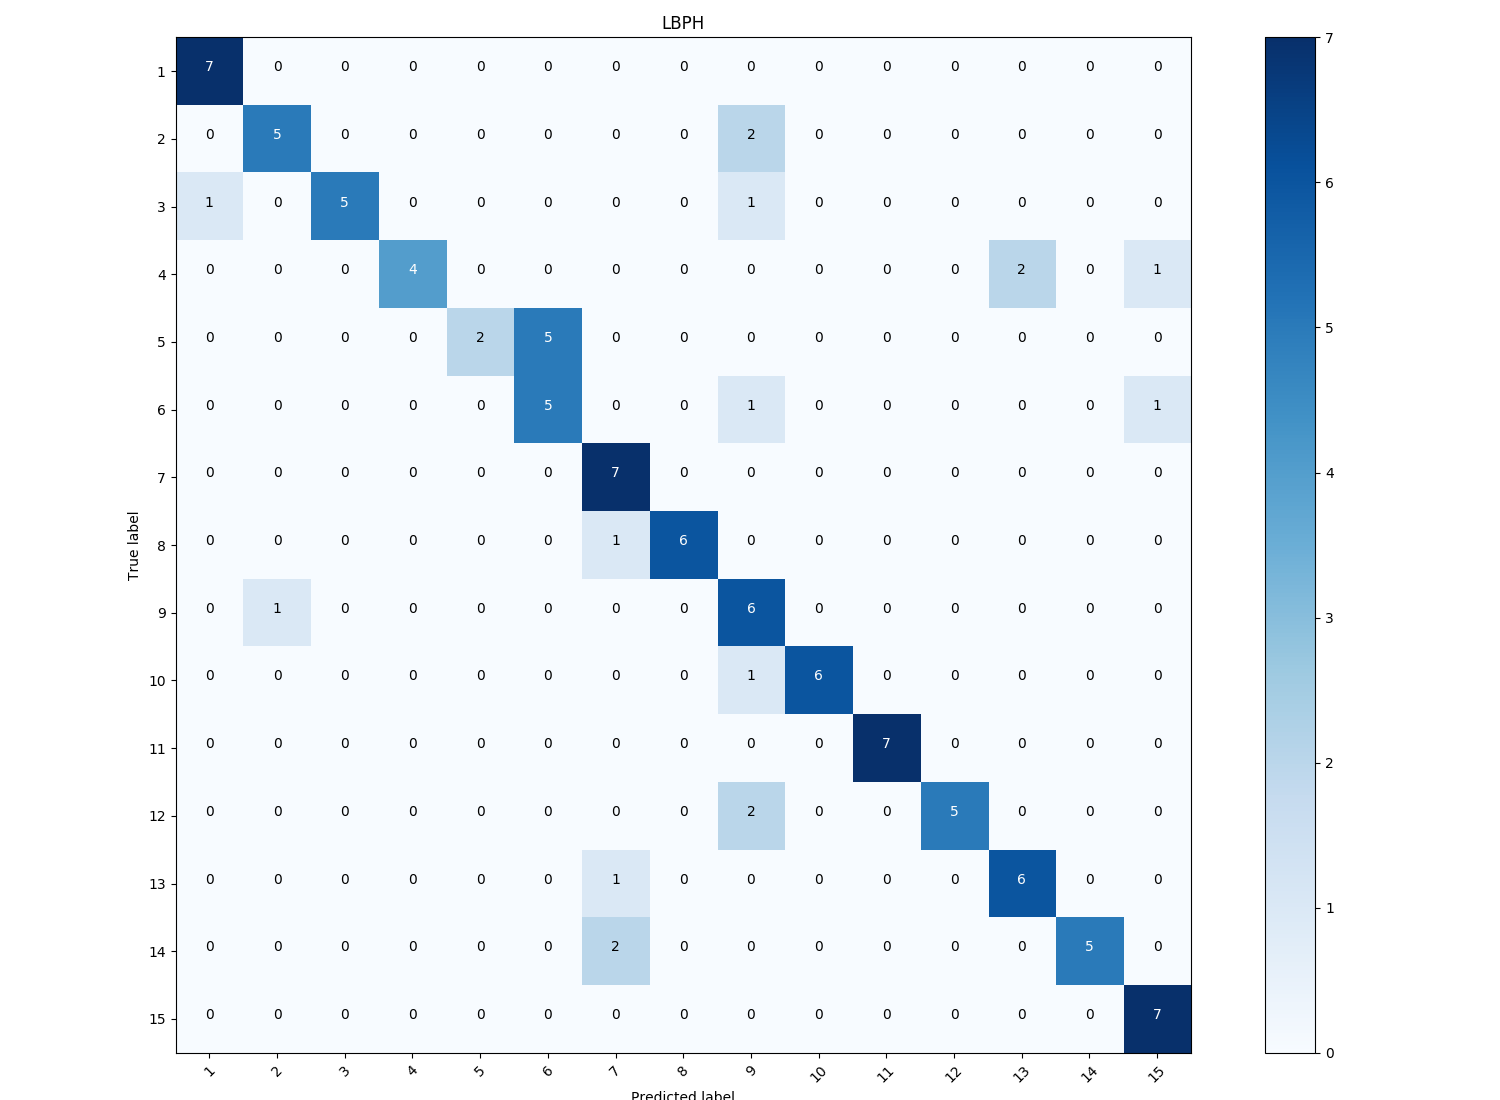 LBPH
1 7 0 0 0 0 0 0 0 0 0 0 0 0 0 0
2 0 5 0 0 0 0 0 0 2 0 0 0 0 0 0
3 1 0 5 0 0 0 0 0 1 0 0 0 0 0 0
4 0 0 0 4 0 0 0 0 0 0 0 0 2 0 1
5 0 0 0 0 2 5 0 0 0 0 0 0 0 0 0
6 0 0 0 0 0 5 0 0 1 0 0 0 0 0 1
7 0 0 0 0 0 0 7 0 0 0 0 0 0 0 0
8 0 0 0 0 0 0 1 6 0 0 0 0 0 0 0
9 0 1 0 0 0 0 0 0 6 0 0 0 0 0 0
10 0 0 0 0 0 0 0 0 1 6 0 0 0 0 0
11 0 0 0 0 0 0 0 0 0 0 7 0 0 0 0
12 0 0 0 0 0 0 0 0 2 0 0 5 0 0 0
13 0 0 0 0 0 0 1 0 0 0 0 0 6 0 0
14 0 0 0 0 0 0 2 0 0 0 0 0 0 5 0
15 0 0 0 0 0 0 0 0 0 0 0 0 0 0 7
1 2 3 4 5 6 7 8 9 10 11 12 13 14 15
True label
Predicted label
7
6
5
4
3
2
1
0